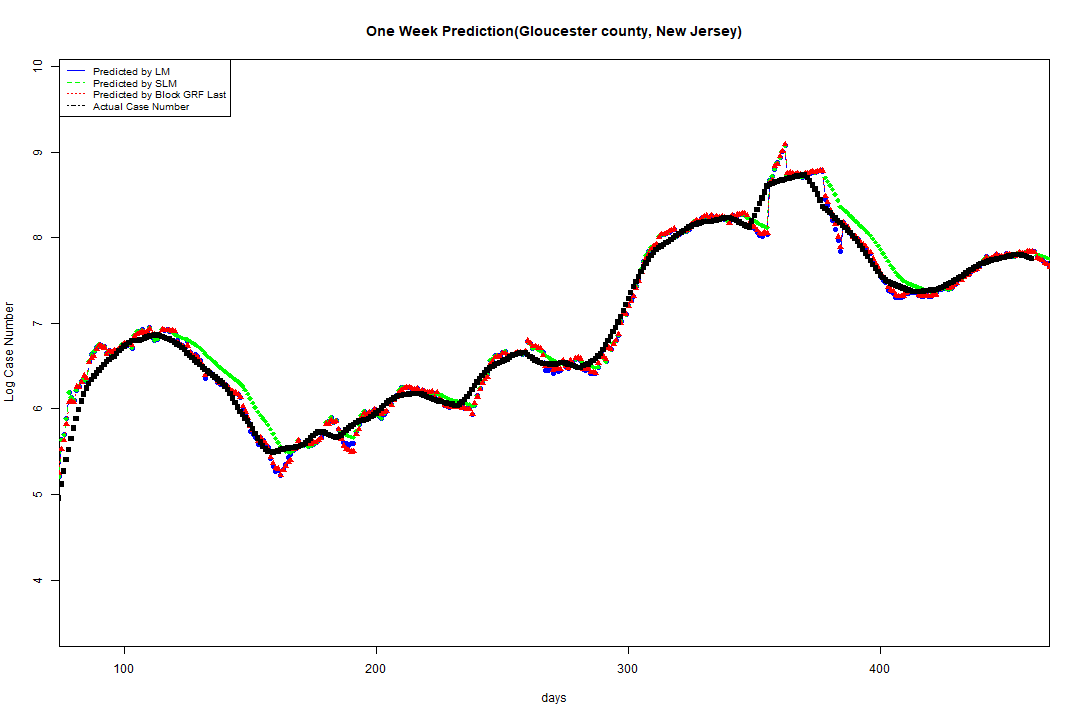 One Week Prediction(Gloucester county, New Jersey)
Predicted by LM
Predicted by SLM
Predicted by Block GRF Last
Actual Case Number
10
9
8
7
6
5
4
Log Case Number
100 200 300 400
days